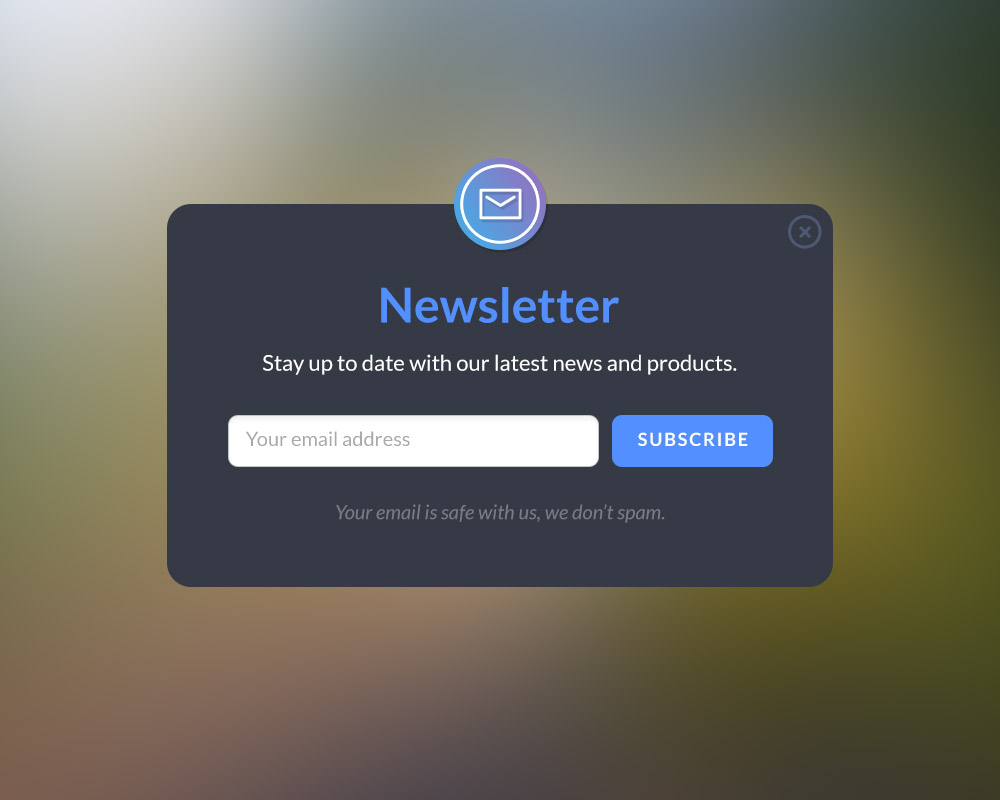 Newsletter
Stay up to date with our latest news and products.
Your email address
SUBSCRIBE
Your email is safe with us, we don't spam.